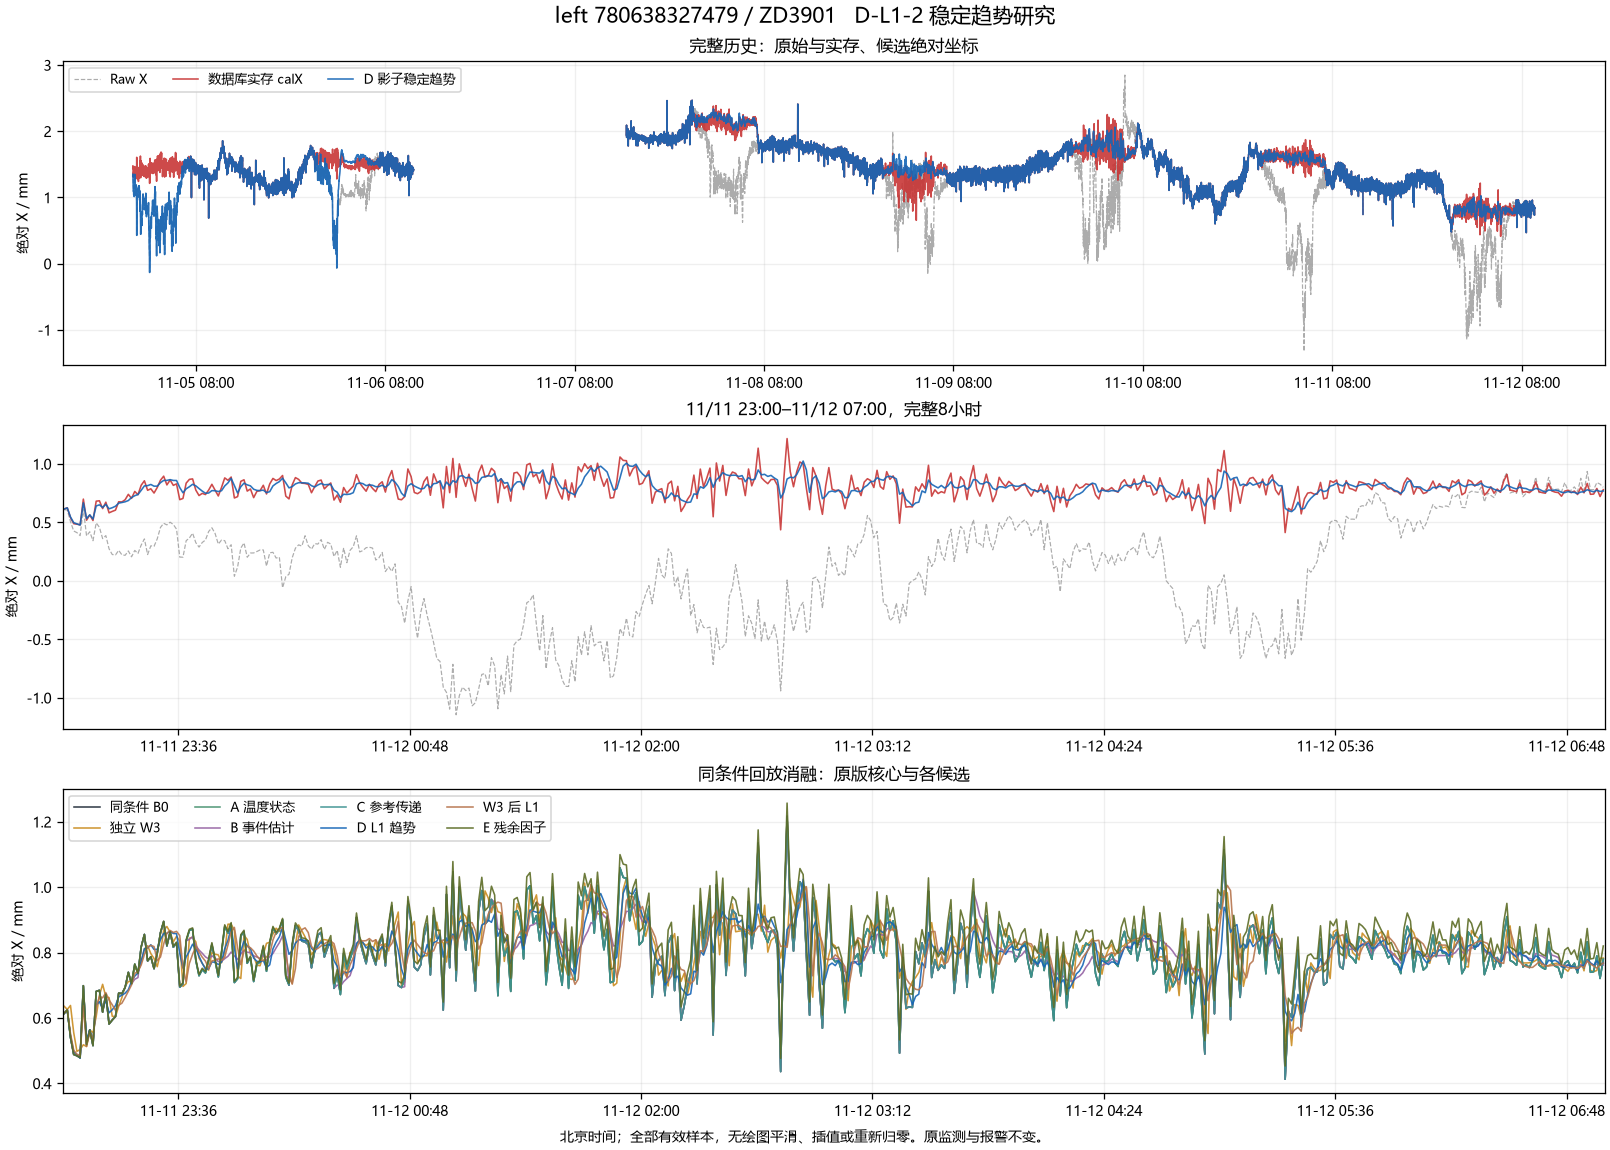 left 780638327479 / ZD3901   D-L1-2 稳定趋势研究
完整历史：原始与实存、候选绝对坐标
Raw X
数据库实存 calX
D 影子稳定趋势
绝对 X / mm
3
2
1
0
-1
11-05 08:00
11-06 08:00
11-07 08:00
11-08 08:00
11-09 08:00
11-10 08:00
11-11 08:00
11-12 08:00
11/11 23:00–11/12 07:00，完整8小时
绝对 X / mm
1.0
0.5
0.0
-0.5
-1.0
11-11 23:36
11-12 00:48
11-12 02:00
11-12 03:12
11-12 04:24
11-12 05:36
11-12 06:48
同条件回放消融：原版核心与各候选
同条件 B0
A 温度状态
C 参考传递
W3 后 L1
独立 W3
B 事件估计
D L1 趋势
E 残余因子
绝对 X / mm
1.2
1.0
0.8
0.6
0.4
11-11 23:36
11-12 00:48
11-12 02:00
11-12 03:12
11-12 04:24
11-12 05:36
11-12 06:48
北京时间；全部有效样本，无绘图平滑、插值或重新归零。原监测与报警不变。